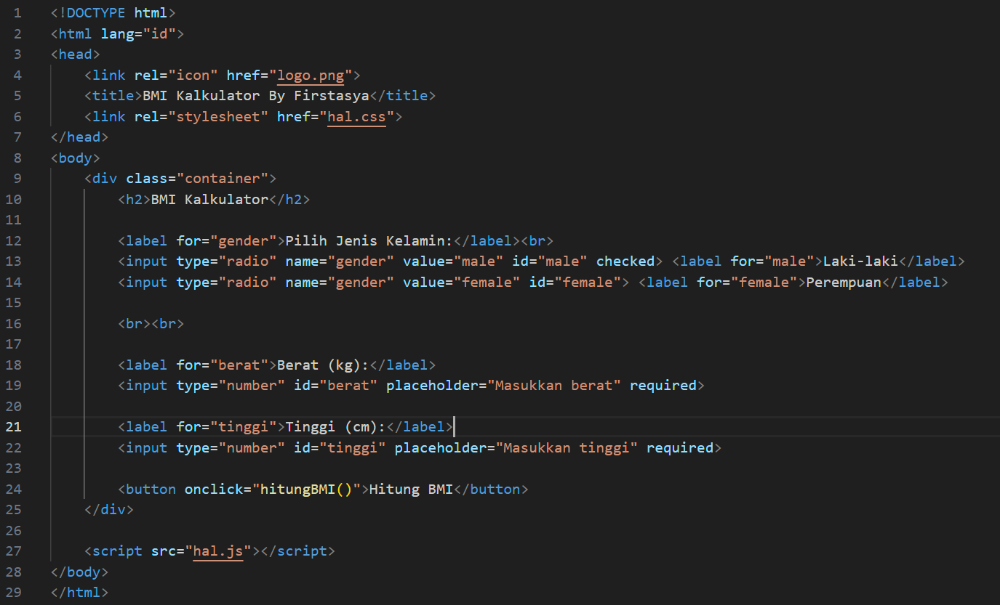 1 <!DOCTYPE html>
2 <html lang="id">
3 <head>
4     <link rel="icon" href="logo.png">
5     <title>BMI Kalkulator By Firstasya</title>
6     <link rel="stylesheet" href="hal.css">
7 </head>
8 <body>
9     <div class="container">
10         <h2>BMI Kalkulator</h2>
11
12         <label for="gender">Pilih Jenis Kelamin:</label><br>
13         <input type="radio" name="gender" value="male" id="male" checked> <label for="male">Laki-laki</label>
14         <input type="radio" name="gender" value="female" id="female"> <label for="female">Perempuan</label>
15
16         <br><br>
17
18         <label for="berat">Berat (kg):</label>
19         <input type="number" id="berat" placeholder="Masukkan berat" required>
20
21         <label for="tinggi">Tinggi (cm):</label>
22         <input type="number" id="tinggi" placeholder="Masukkan tinggi" required>
23
24         <button onclick="hitungBMI()">Hitung BMI</button>
25     </div>
26
27     <script src="hal.js"></script>
28 </body>
29 </html>